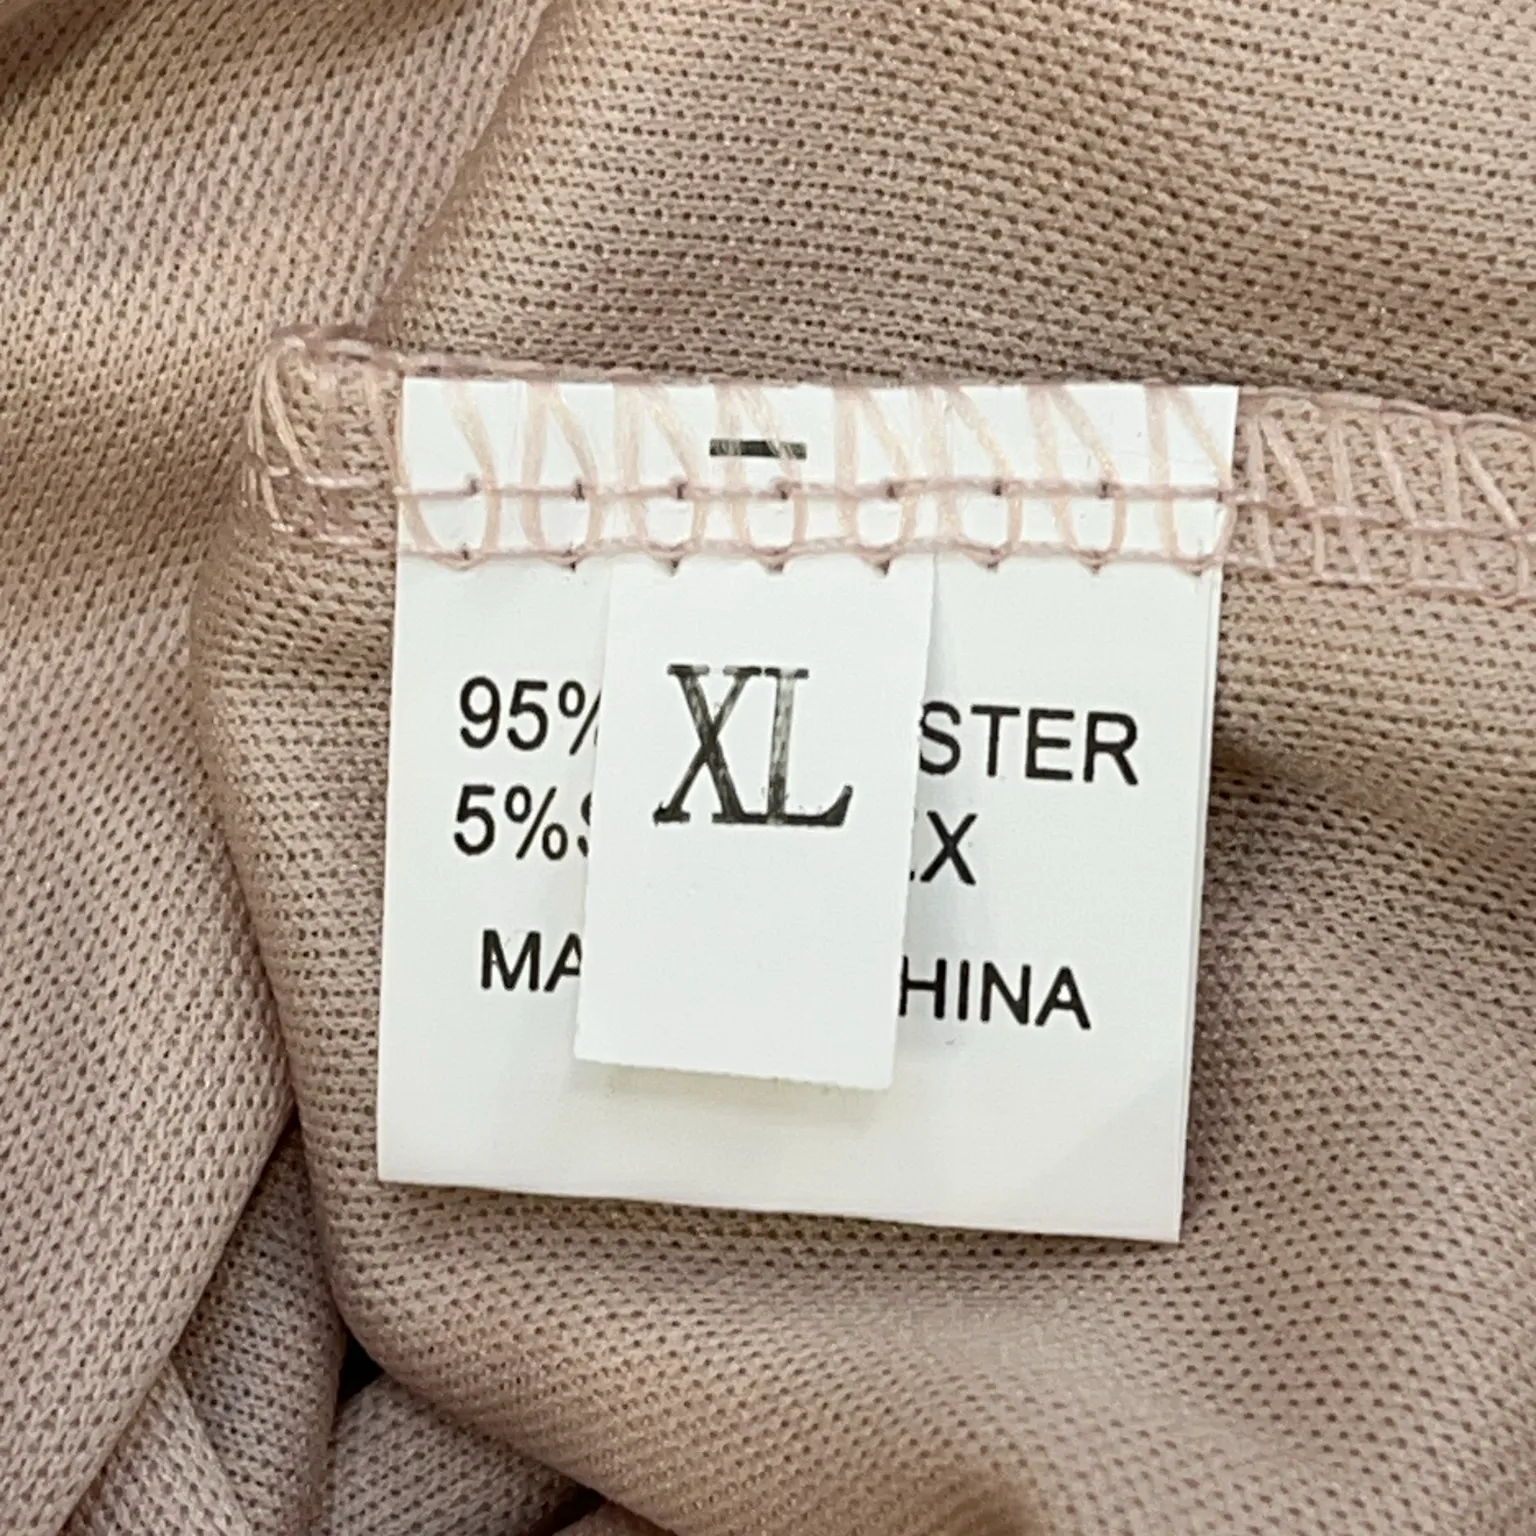 XL
95% STER
5%S X
MA HINA